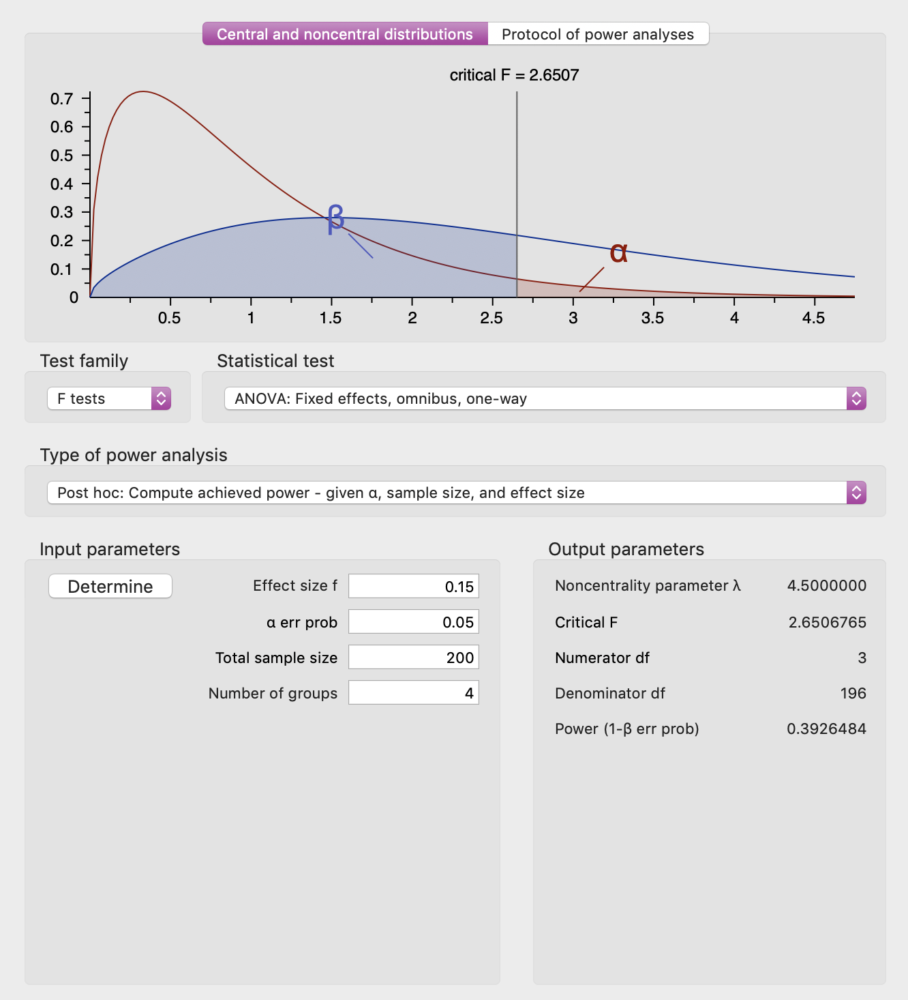 Central and noncentral distributions Protocol of power analyses
critical F = 2.6507
0.7
0.6
0.5
0.4
0.3
0.2
0.1
0
β
α
0.5 1 1.5 2 2.5 3 3.5 4 4.5
Test family Statistical test
F tests ANOVA: Fixed effects, omnibus, one-way
Type of power analysis
Post hoc: Compute achieved power - given α, sample size, and effect size
Input parameters Output parameters
Determine Effect size f 0.15 Noncentrality parameter λ 4.5000000
α err prob 0.05 Critical F 2.6506765
Total sample size 200 Numerator df 3
Number of groups 4 Denominator df 196
Power (1-β err prob) 0.3926484